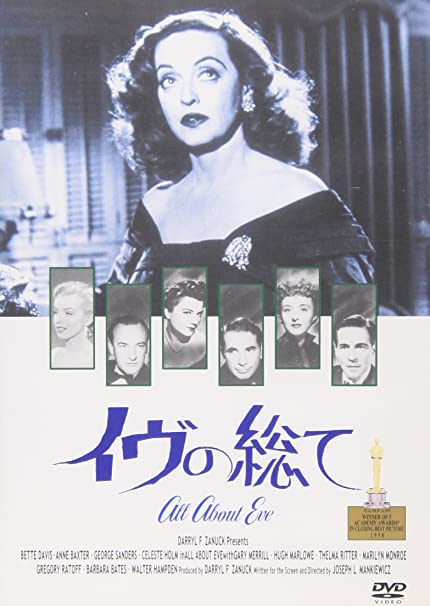 イヴの総て
All About Eve
WINNER OF 5
ACADEMY AWARDS®
INCLUDING BEST PICTURE
1950
DARRYL F. ZANUCK Presents
BETTE DAVIS · ANNE BAXTER · GEORGE SANDERS · CELESTE HOLM in ALL ABOUT EVE with GARY MERRILL · HUGH MARLOWE · THELMA RITTER · MARILYN MONROE
GREGORY RATOFF · BARBARA BATES · WALTER HAMPDEN Produced by DARRYL F. ZANUCK Written for the Screen and Directed by JOSEPH L. MANKIEWICZ
DVD
VIDEO